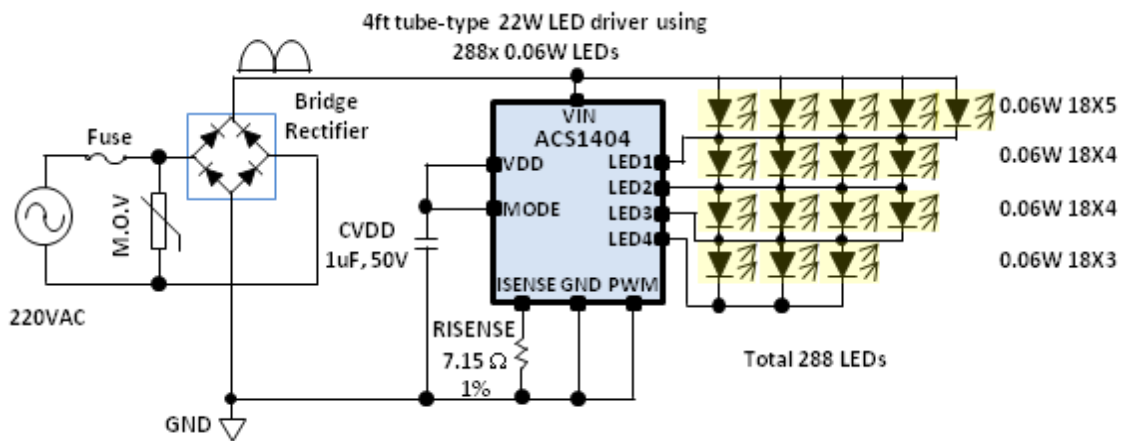 4ft tube-type 22W LED driver using
288x 0.06W LEDs
Bridge
Rectifier
Fuse
M.O.V
220VAC
VIN
ACS1404
VDD
MODE
LED1
LED2
LED3
LED4
ISENSE GND PWM
CVDD
1uF, 50V
RISENSE
7.15 Ω
1%
GND
0.06W 18X5
0.06W 18X4
0.06W 18X4
0.06W 18X3
Total 288 LEDs